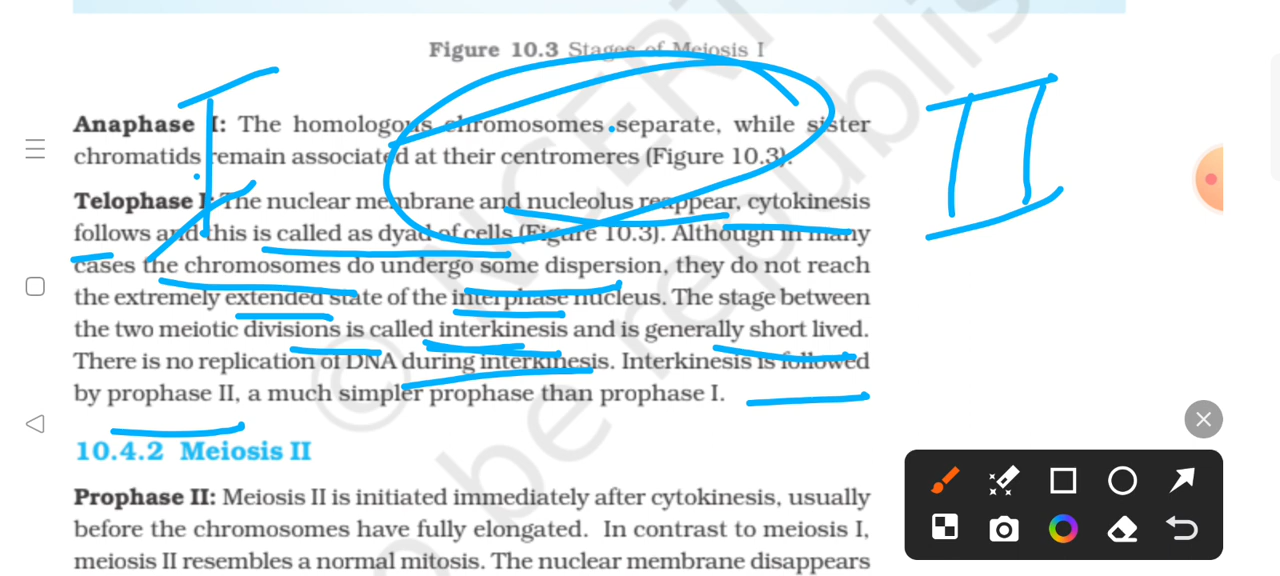 Figure 10.3 Stages of Meiosis I
Anaphase I: The homologous chromosomes separate, while sister
chromatids remain associated at their centromeres (Figure 10.3).
Telophase I: The nuclear membrane and nucleolus reappear, cytokinesis
follows and this is called as dyad of cells (Figure 10.3). Although in many
cases the chromosomes do undergo some dispersion, they do not reach
the extremely extended state of the interphase nucleus. The stage between
the two meiotic divisions is called interkinesis and is generally short lived.
There is no replication of DNA during interkinesis. Interkinesis is followed
by prophase II, a much simpler prophase than prophase I.
I
II
10.4.2 Meiosis II
Prophase II: Meiosis II is initiated immediately after cytokinesis, usually
before the chromosomes have fully elongated. In contrast to meiosis I,
meiosis II resembles a normal mitosis. The nuclear membrane disappears
© NCERT
be republished